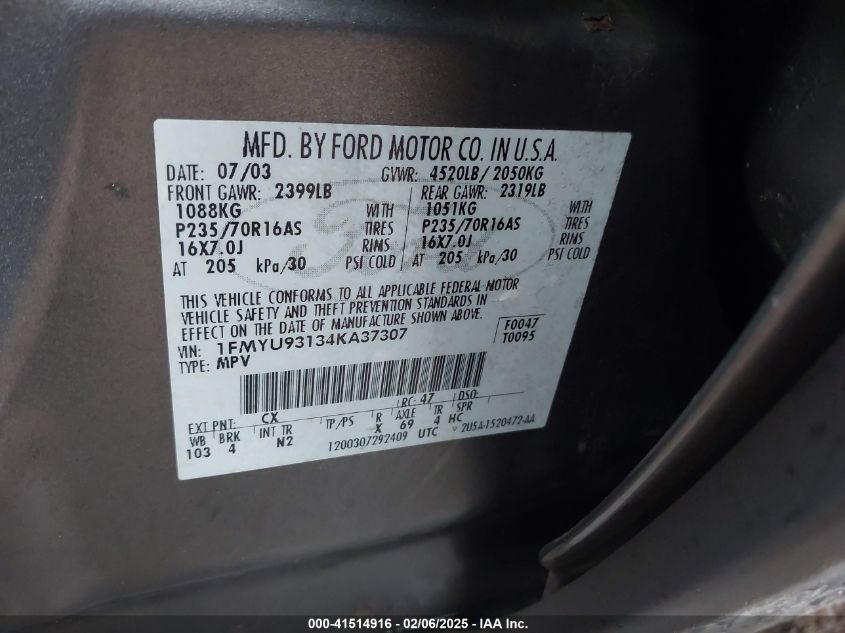 MFD. BY FORD MOTOR CO. IN U.S.A.
DATE: 07/03 GVWR: 4520LB/ 2050KG
FRONT GAWR: 2399LB REAR GAWR: 2319LB
1088KG WITH 1051KG WITH
P235/70R16AS TIRES P235/70R16AS TIRES
16X7.0J RIMS 16X7.0J RIMS
AT 205 kPa/30 PSI COLD AT 205 kPa/30 PSI COLD
Ford
THIS VEHICLE CONFORMS TO ALL APPLICABLE FEDERAL MOTOR
VEHICLE SAFETY AND THEFT PREVENTION STANDARDS IN
EFFECT ON THE DATE OF MANUFACTURE SHOWN ABOVE.
VIN: 1FMYU93134KA37307 F0047
TYPE: MPV T0095
RC: 47 DSO:
EXT PNT: CX TP/PS R AXLE TR SPR
WB BRK INT TR X 69 4 HC
103 4 N2 1200307292409 UTC V 2U5A-1520472-AA
000-41514916 - 02/06/2025 - © IAA, Inc.